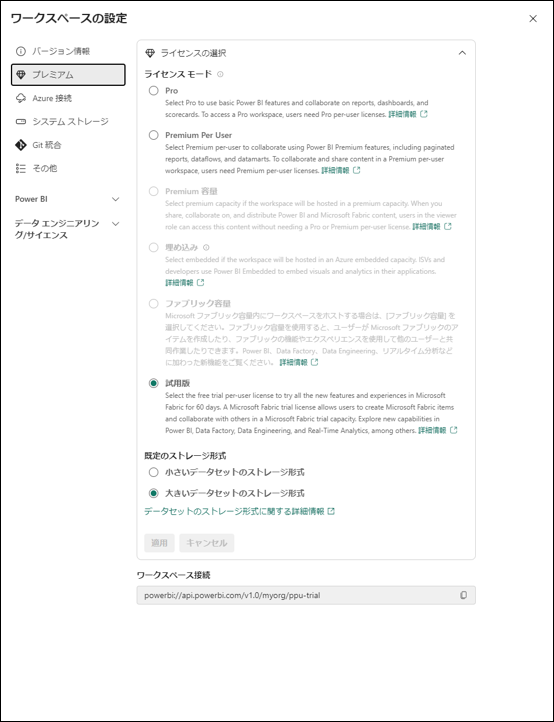 ワークスペースの設定
バージョン情報
プレミアム
Azure 接続
システム ストレージ
Git 統合
その他
Power BI
データ エンジニアリン
グ/サイエンス
ライセンスの選択
ライセンス モード
Pro
Select Pro to use basic Power BI features and collaborate on reports, dashboards, and
scorecards. To access a Pro workspace, users need Pro per-user licenses. 詳細情報
Premium Per User
Select Premium per-user to collaborate using Power BI Premium features, including paginated
reports, dataflows, and datamarts. To collaborate and share content in a Premium per-user
workspace, users need Premium per-user licenses. 詳細情報
Premium 容量
Select premium capacity if the workspace will be hosted in a premium capacity. When you
share, collaborate on, and distribute Power BI and Microsoft Fabric content, users in the viewer
role can access this content without needing a Pro or Premium per-user license. 詳細情報
埋め込み
Select embedded if the workspace will be hosted in an Azure embedded capacity. ISVs and
developers use Power BI Embedded to embed visuals and analytics in their applications.
詳細情報
ファブリック容量
Microsoft ファブリック容量内にワークスペースをホストする場合は、[ファブリック容量] を
選択してください。ファブリック容量を使用すると、ユーザーが Microsoft ファブリックのア
イテムを作成したり、ファブリックの機能やエクスペリエンスを使用して他のユーザーと共
同作業したりできます。Power BI、Data Factory、Data Engineering、リアルタイム分析など
に加わった新機能をご覧ください。 詳細情報
試用版
Select the free trial per-user license to try all the new features and experiences in Microsoft
Fabric for 60 days. A Microsoft Fabric trial license allows users to create Microsoft Fabric items
and collaborate with others in a Microsoft Fabric trial capacity. Explore new capabilities in
Power BI, Data Factory, Data Engineering, and Real-Time Analytics, among others. 詳細情報
既定のストレージ形式
小さいデータセットのストレージ形式
大きいデータセットのストレージ形式
データセットのストレージ形式に関する詳細情報
適用 キャンセル
ワークスペース接続
powerbi://api.powerbi.com/v1.0/myorg/ppu-trial